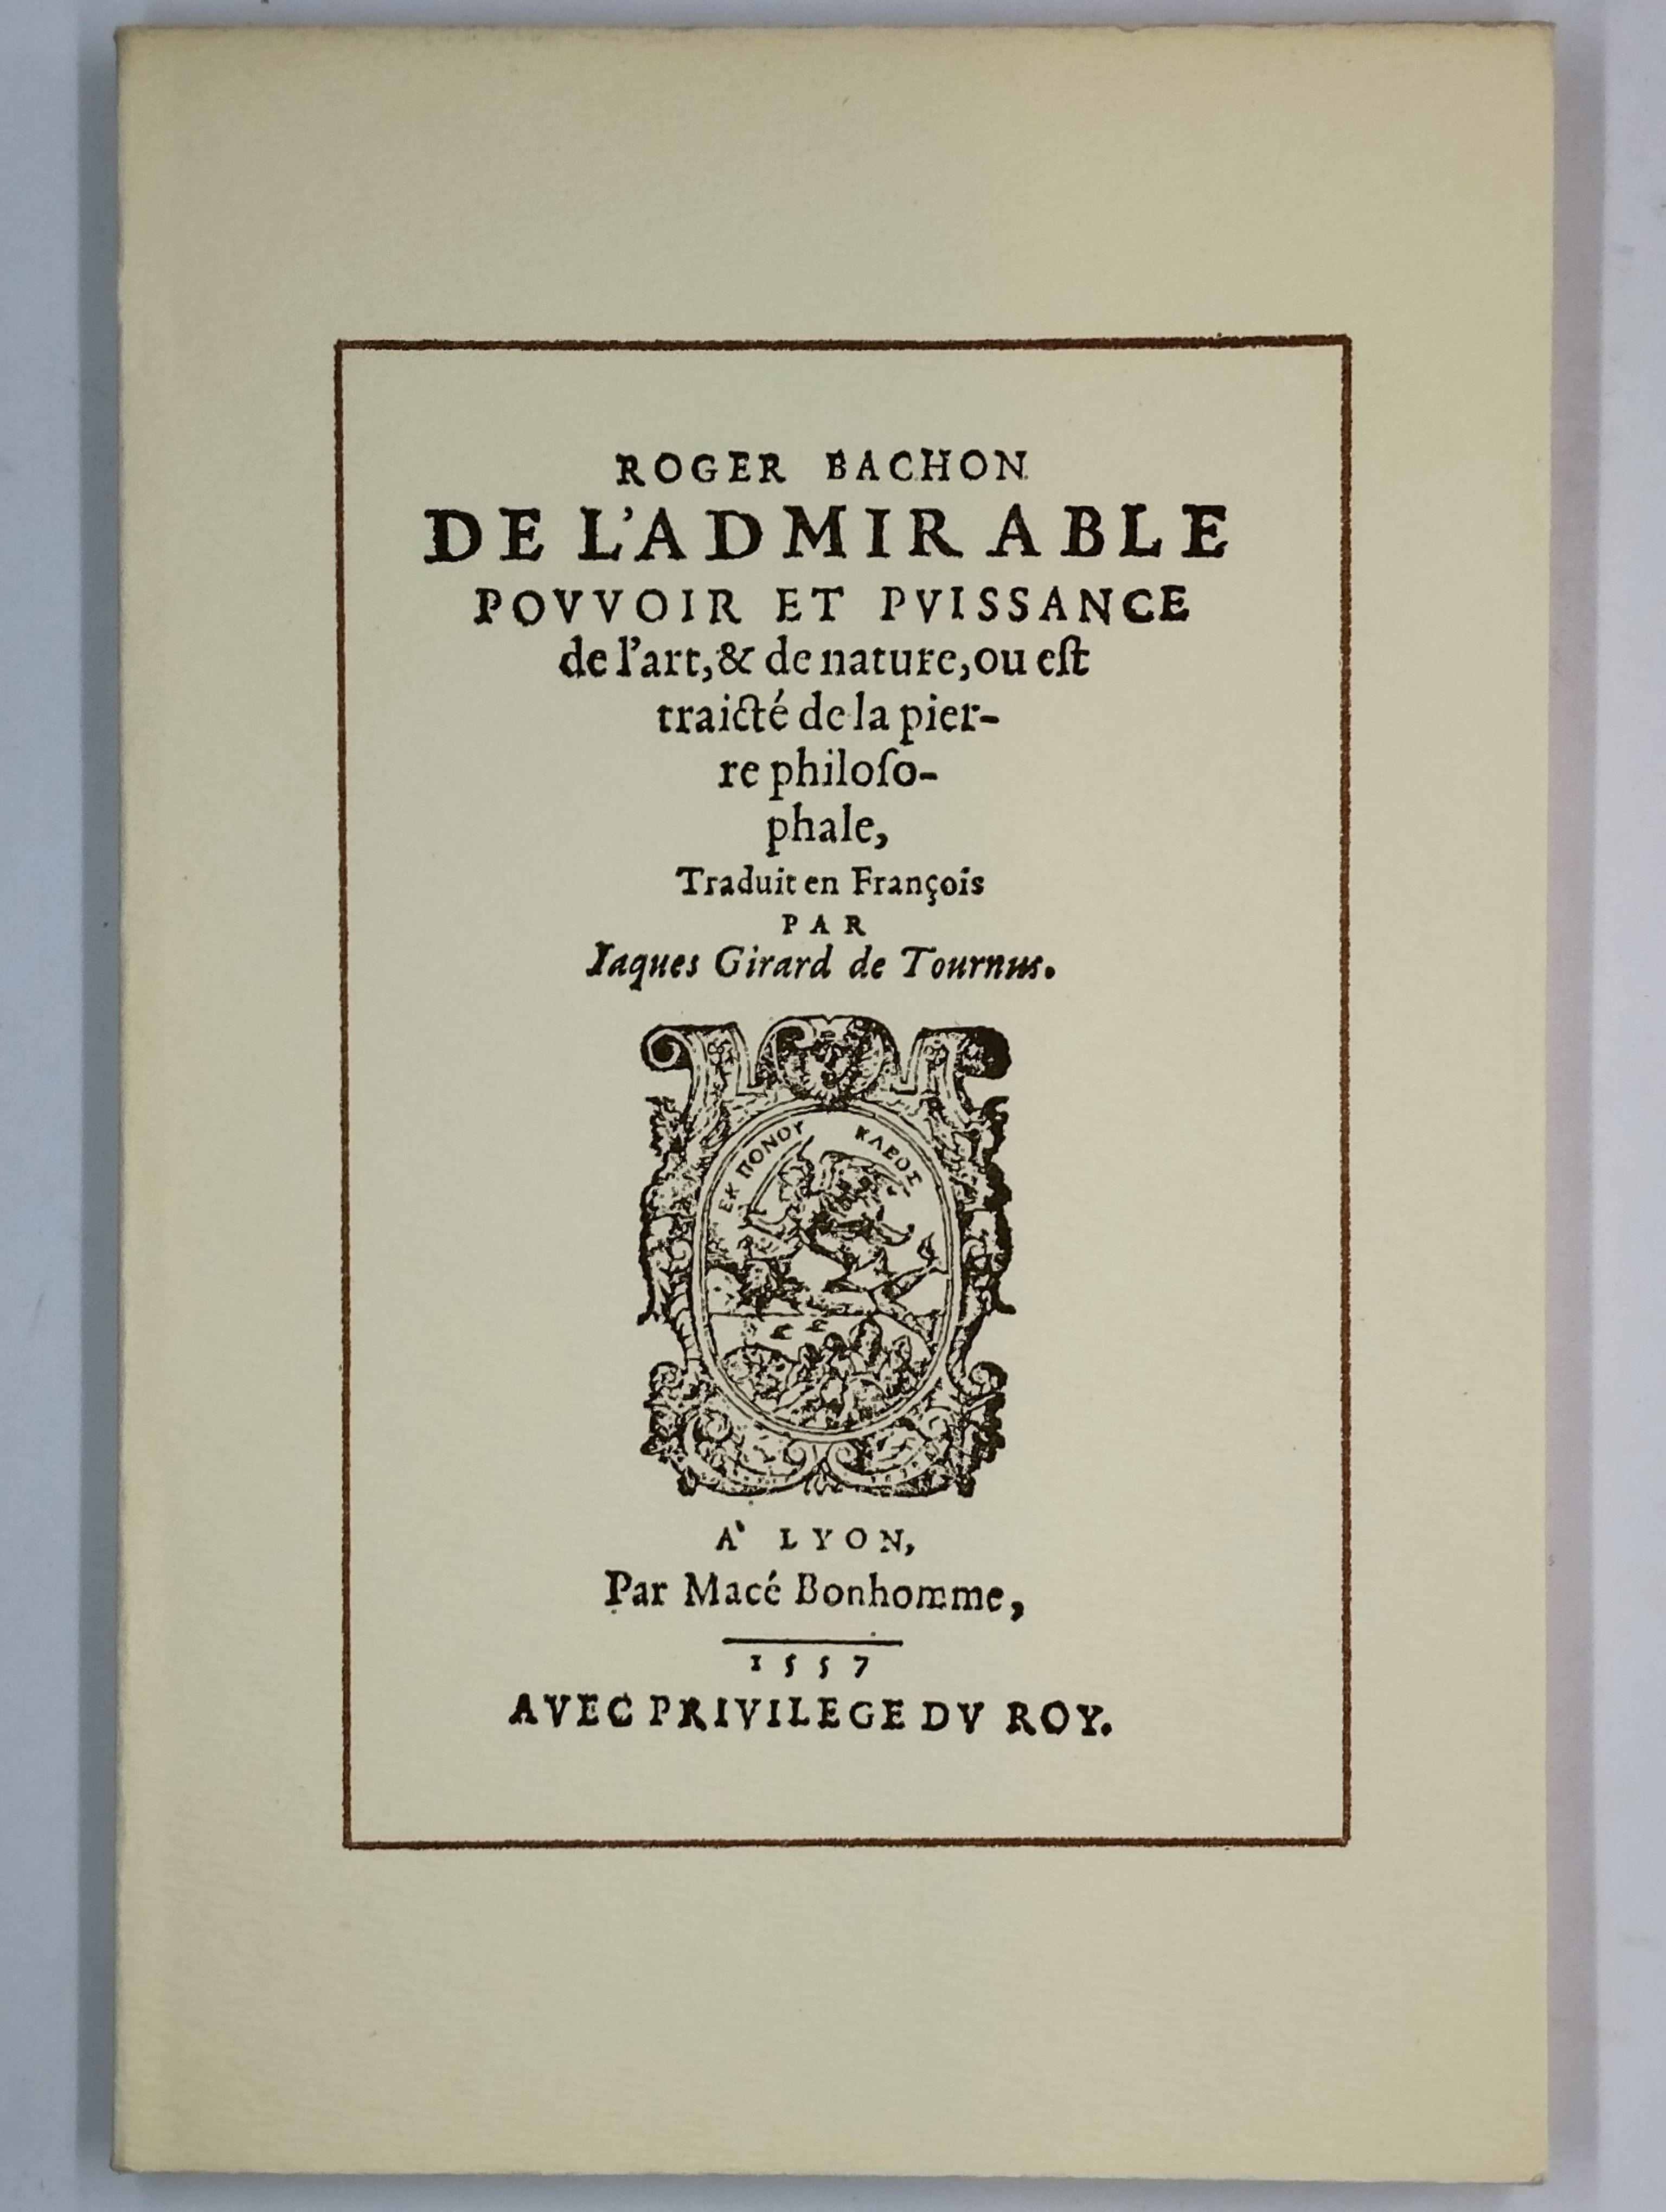 ROGER BACHON
DE L'ADMIRABLE
POVVOIR ET PVISSANCE
de l'art, & de nature, ou eſt
traicté de la pier-
re philoſo-
phale,
Traduit en François
PAR
Iaques Girard de Tournus.
ΕΚ ΠΟΝΟΥ ΚΛΕΟΣ
A` LYON,
Par Macé Bonhomme,
1557
AVEC PRIVILEGE DV ROY.